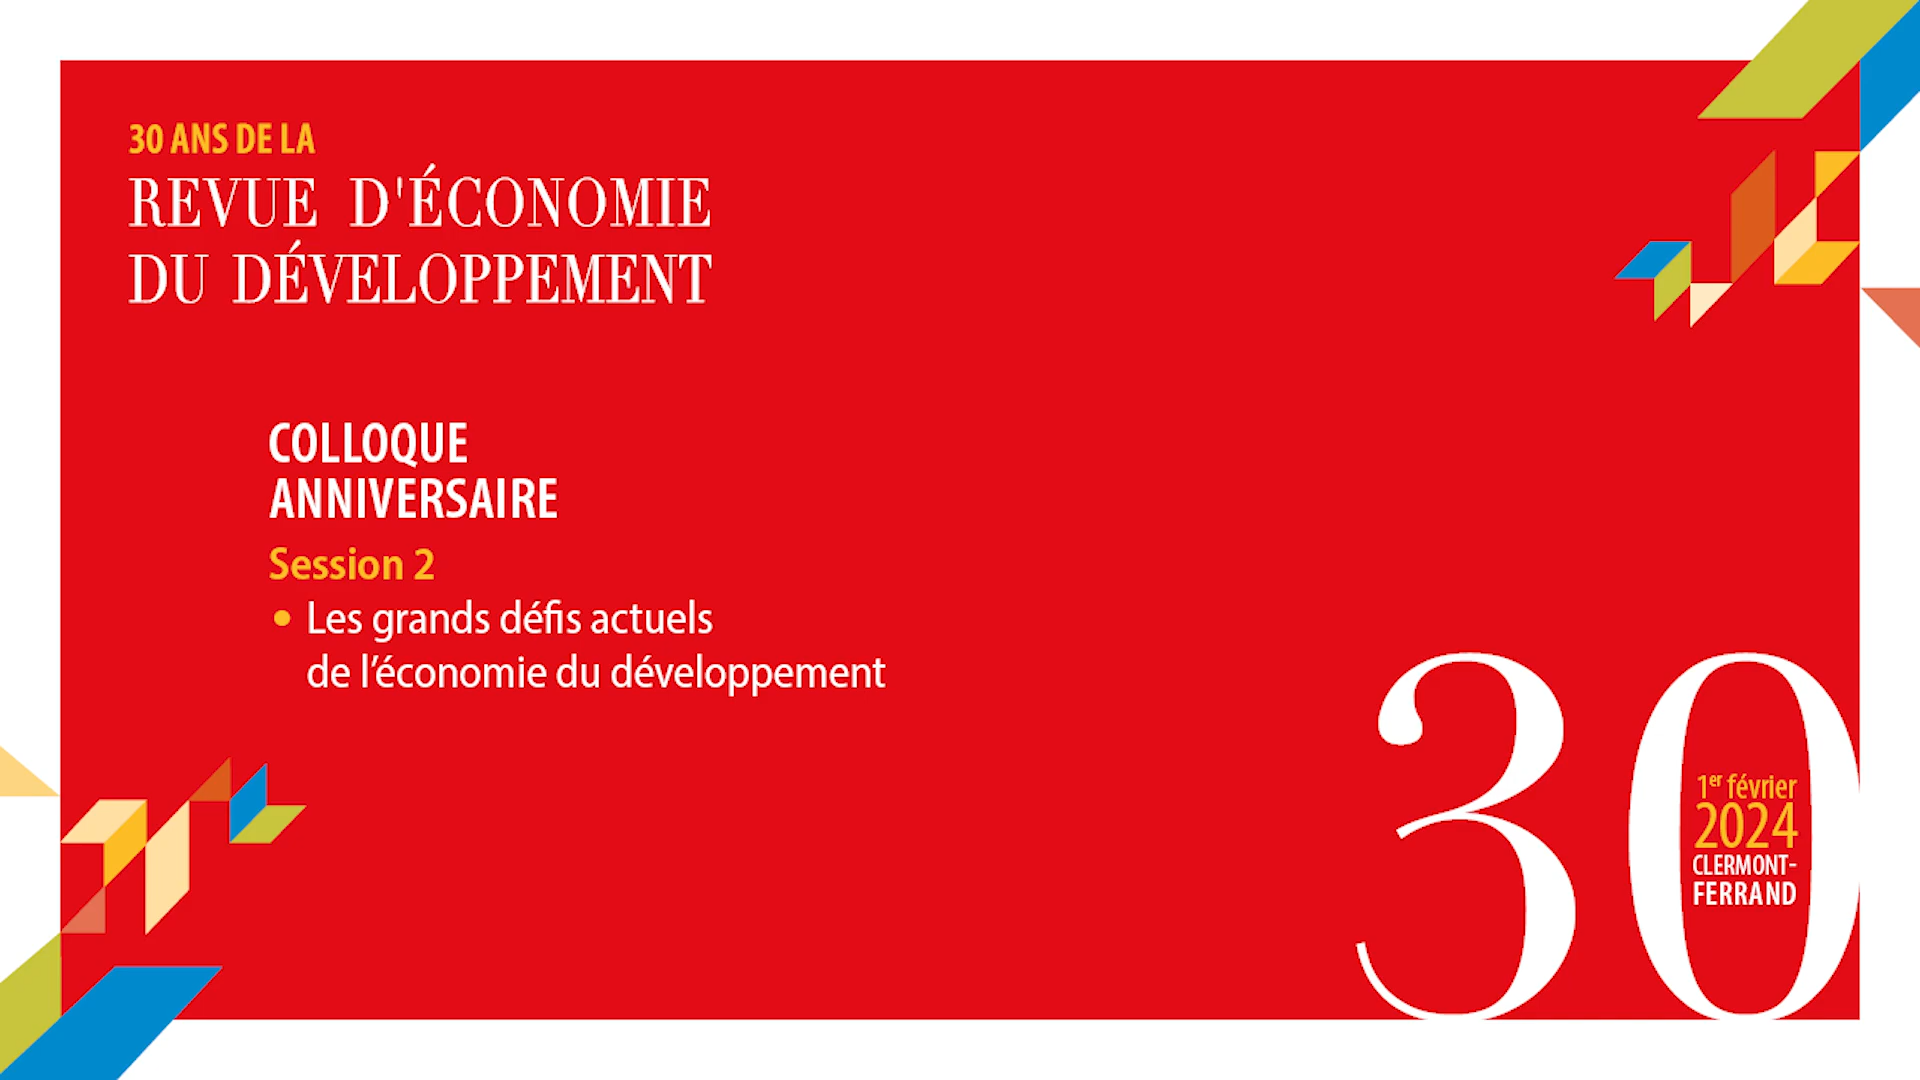 30 ANS DE LA
REVUE D'ÉCONOMIE
DU DÉVELOPPEMENT
COLLOQUE
ANNIVERSAIRE
Session 2
• Les grands défis actuels
de l’économie du développement
30
1er février
2024
CLERMONT-
FERRAND